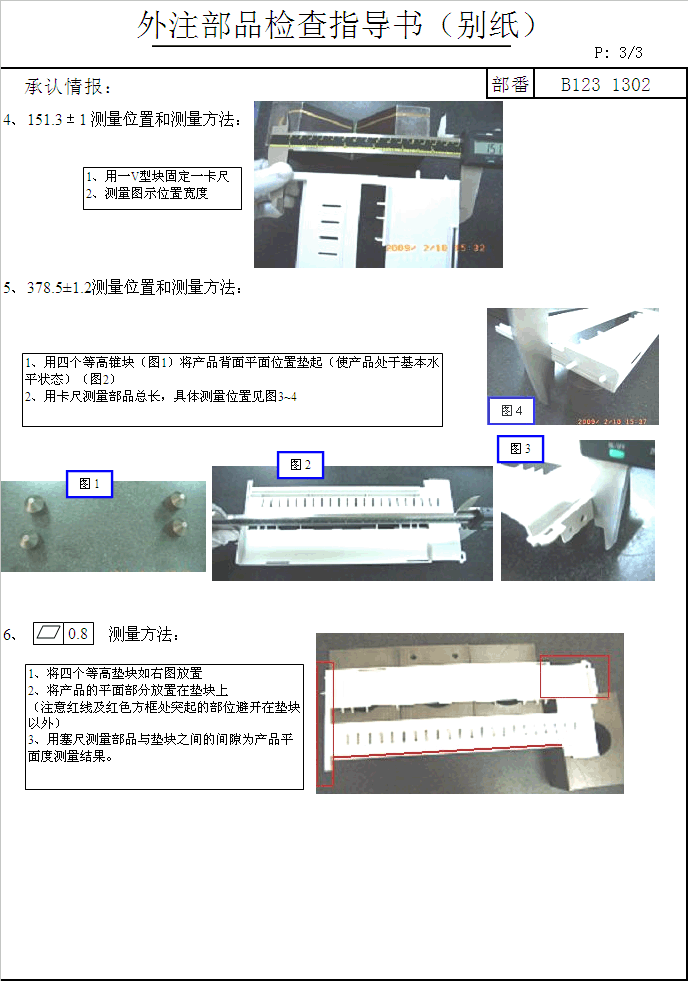 外注部品检查指导书（别纸）
P: 3/3
承认情报：
部番 B123 1302
4、151.3±1 测量位置和测量方法：
1、用一V型块固定一卡尺
2、测量图示位置宽度
2009/ 2/10 15:32
5、378.5±1.2测量位置和测量方法：
1、用四个等高锥块（图1）将产品背面平面位置垫起（使产品处于基本水
平状态）（图2）
2、用卡尺测量部品总长，具体测量位置见图3~4
图4
2009/ 2/10 15:37
图1
图2
图3
6、 0.8 测量方法：
1、将四个等高垫块如右图放置
2、将产品的平面部分放置在垫块上
（注意红线及红色方框处突起的部位避开在垫块
以外）
3、用塞尺测量部品与垫块之间的间隙为产品平
面度测量结果。